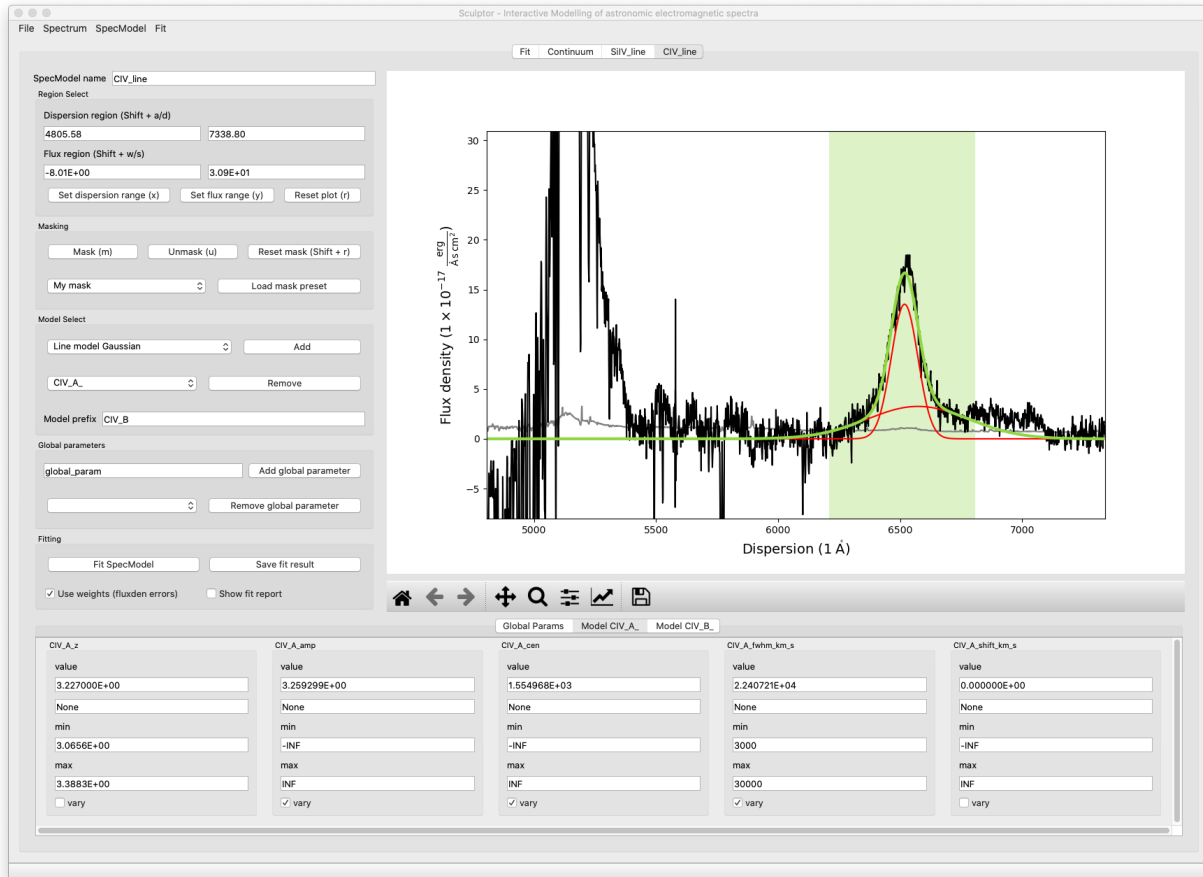 Sculptor - Interactive Modelling of astronomic electromagnetic spectra
File Spectrum SpecModel Fit
Fit Continuum SiIV_line CIV_line
SpecModel name CIV_line
Region Select
Dispersion region (Shift + a/d)
4805.58 7338.80
Flux region (Shift + w/s)
-8.01E+00 3.09E+01
Set dispersion range (x) Set flux range (y) Reset plot (r)
Masking
Mask (m) Unmask (u) Reset mask (Shift + r)
My mask Load mask preset
Model Select
Line model Gaussian Add
CIV_A_ Remove
Model prefix CIV_B
Global parameters
global_param Add global parameter
Remove global parameter
Fitting
Fit SpecModel Save fit result
Use weights (fluxden errors) Show fit report
Flux density (1 × 10⁻¹⁷ erg / Å s cm²)
30
25
20
15
10
5
0
−5
5000 5500 6000 6500 7000
Dispersion (1 Å)
Global Params Model CIV_A_ Model CIV_B_
CIV_A_z CIV_A_amp CIV_A_cen CIV_A_fwhm_km_s CIV_A_shift_km_s
value value value value value
3.227000E+00 3.259299E+00 1.554968E+03 2.240721E+04 0.000000E+00
None None None None None
min min min min min
3.0656E+00 -INF -INF 3000 -INF
max max max max max
3.3883E+00 INF INF 30000 INF
vary vary vary vary vary